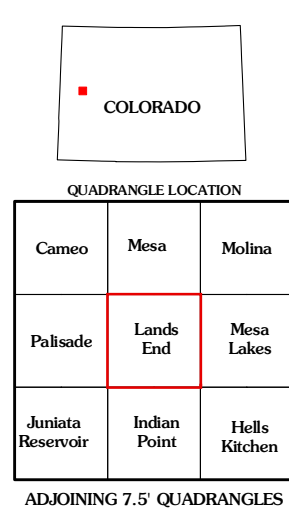 COLORADO
QUADRANGLE LOCATION
Cameo
Mesa
Molina
Palisade
Lands
End
Mesa
Lakes
Juniata
Reservoir
Indian
Point
Hells
Kitchen
ADJOINING 7.5' QUADRANGLES